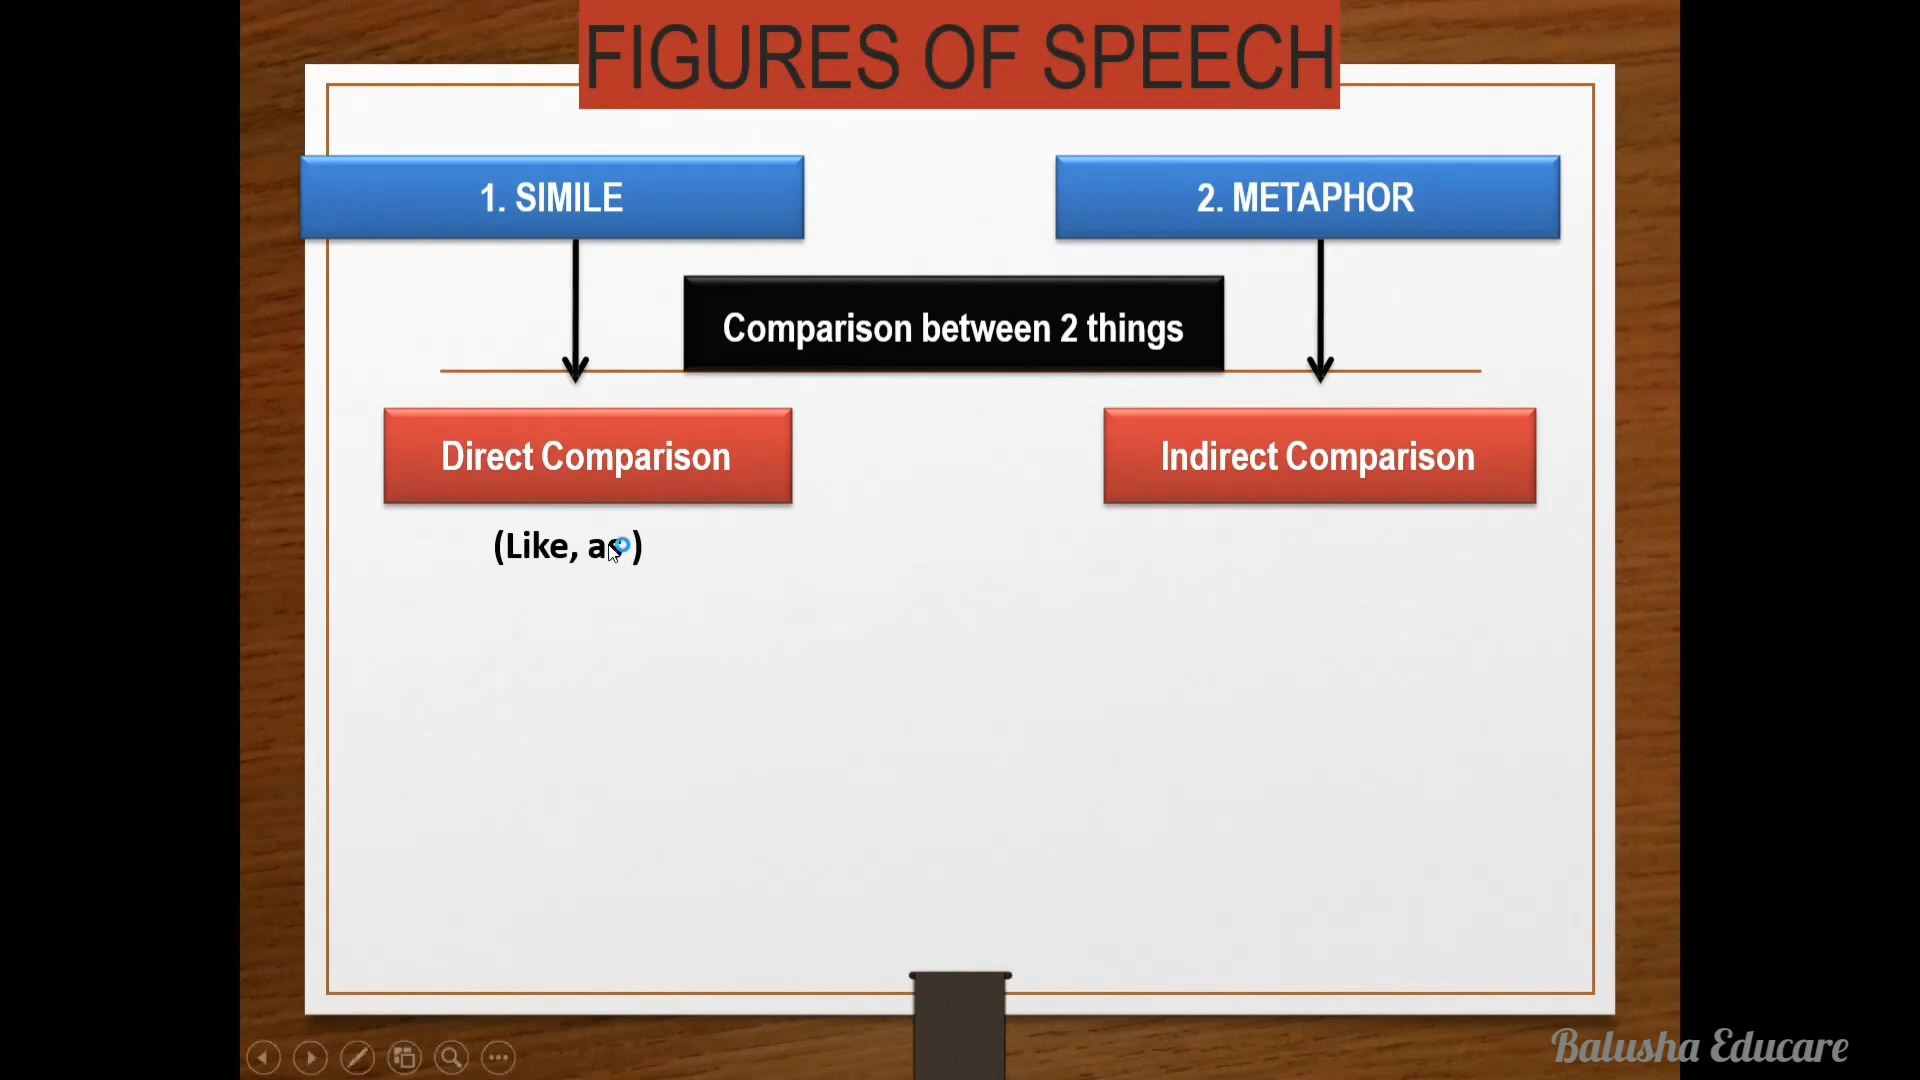 FIGURES OF SPEECH
1. SIMILE
2. METAPHOR
Comparison between 2 things
Direct Comparison
Indirect Comparison
(Like, as )
Balusha Educare